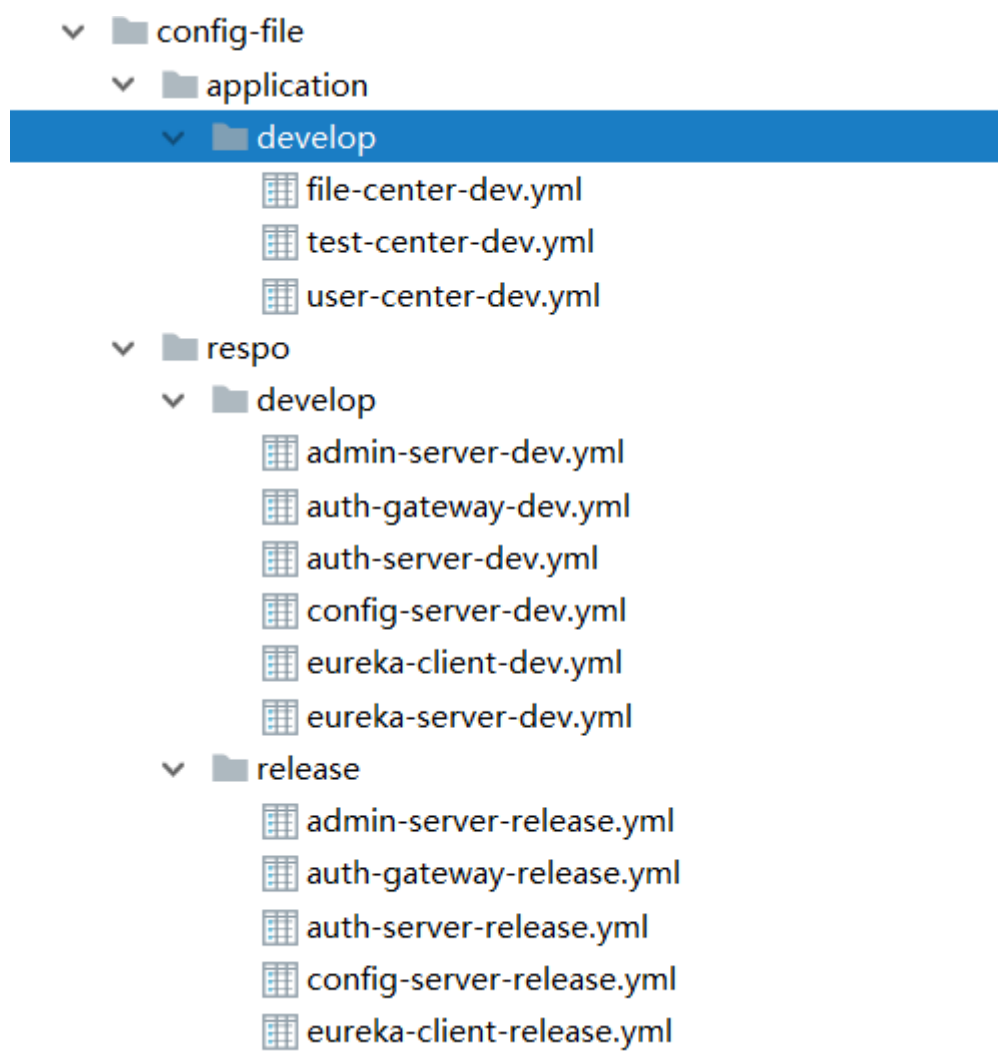 config-file
application
develop
file-center-dev.yml
test-center-dev.yml
user-center-dev.yml
respo
develop
admin-server-dev.yml
auth-gateway-dev.yml
auth-server-dev.yml
config-server-dev.yml
eureka-client-dev.yml
eureka-server-dev.yml
release
admin-server-release.yml
auth-gateway-release.yml
auth-server-release.yml
config-server-release.yml
eureka-client-release.yml